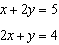 x + 2y = 5
2x + y = 4